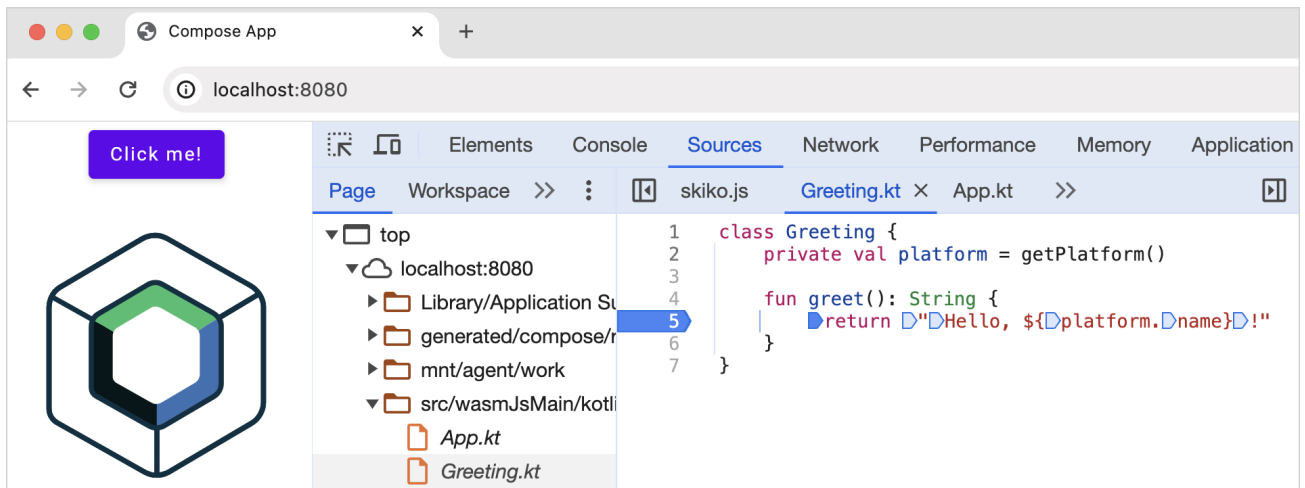 Compose App
localhost:8080
Click me!
Elements Console Sources Network Performance Memory Application
Page Workspace skiko.js Greeting.kt App.kt
top
localhost:8080
Library/Application Su
generated/compose/r
mnt/agent/work
src/wasmJsMain/kotli
App.kt
Greeting.kt
1 class Greeting {
2 private val platform = getPlatform()
3
4 fun greet(): String {
5 return "Hello, ${platform.name}!"
6 }
7 }